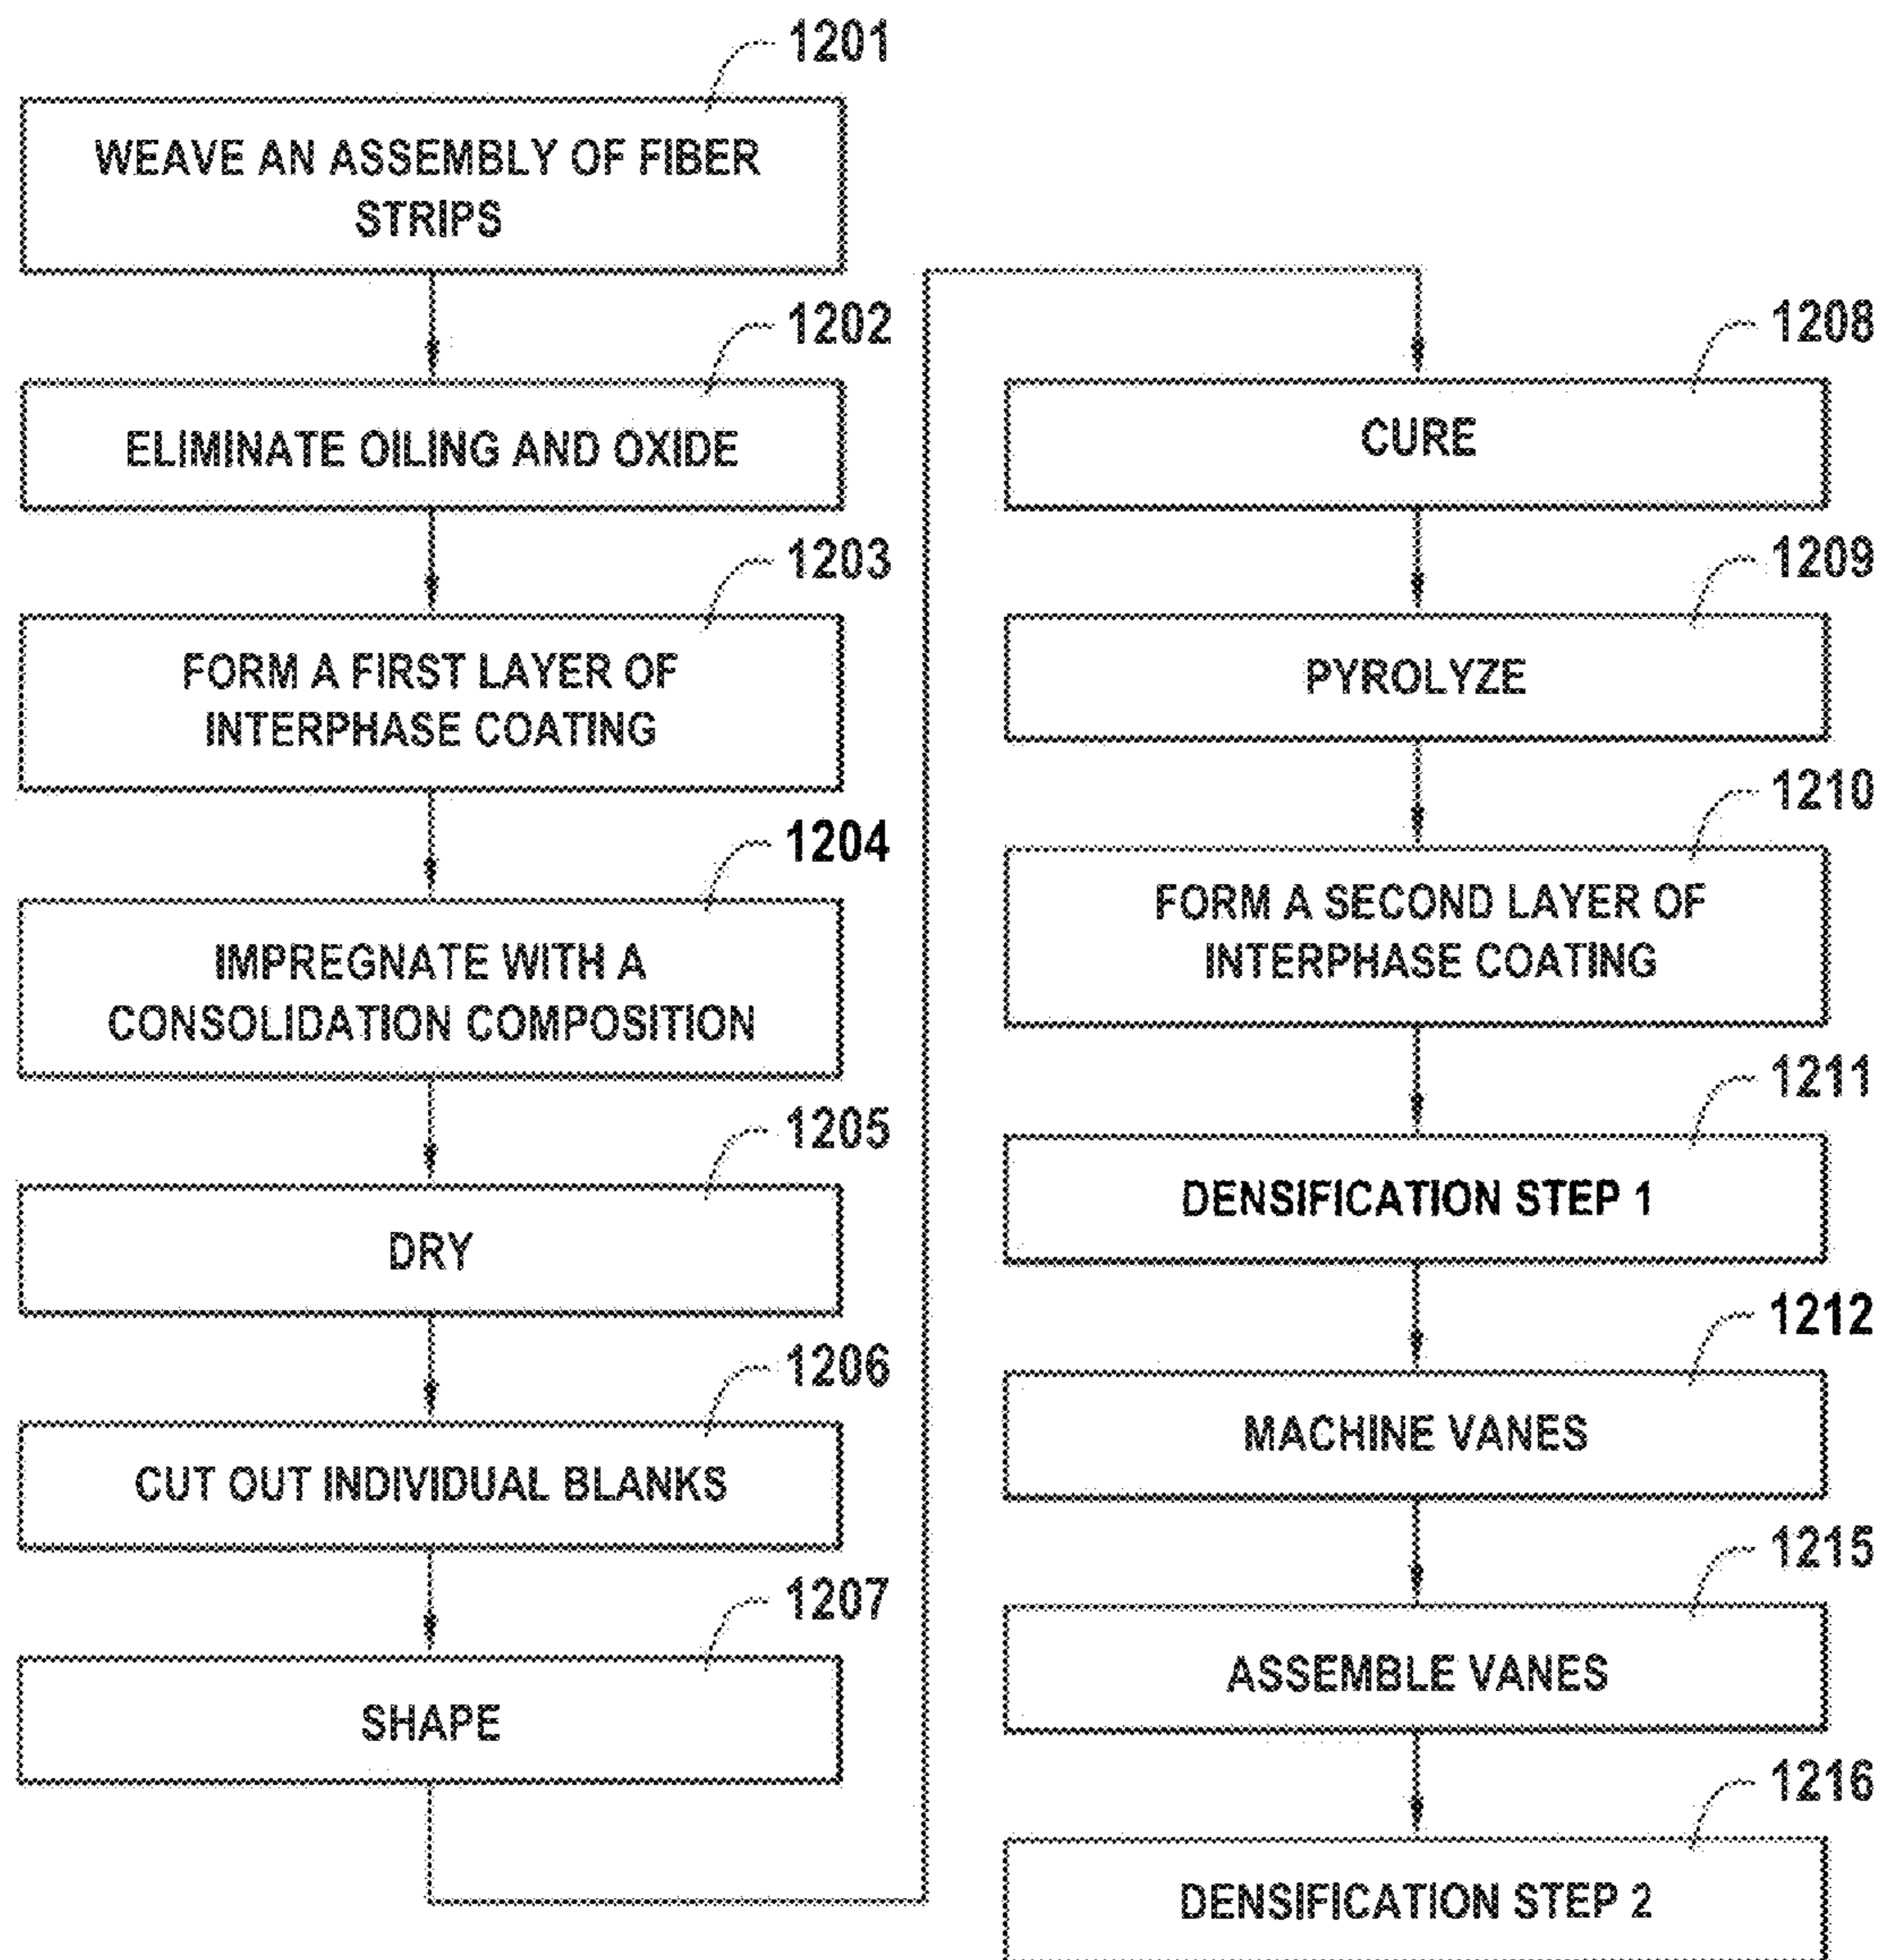 1201
WEAVE AN ASSEMBLY OF FIBER
STRIPS
1202
ELIMINATE OILING AND OXIDE
1203
FORM A FIRST LAYER OF
INTERPHASE COATING
1204
IMPREGNATE WITH A
CONSOLIDATION COMPOSITION
1205
DRY
1206
CUT OUT INDIVIDUAL BLANKS
1207
SHAPE
1208
CURE
1209
PYROLYZE
1210
FORM A SECOND LAYER OF
INTERPHASE COATING
1211
DENSIFICATION STEP 1
1212
MACHINE VANES
1215
ASSEMBLE VANES
1216
DENSIFICATION STEP 2